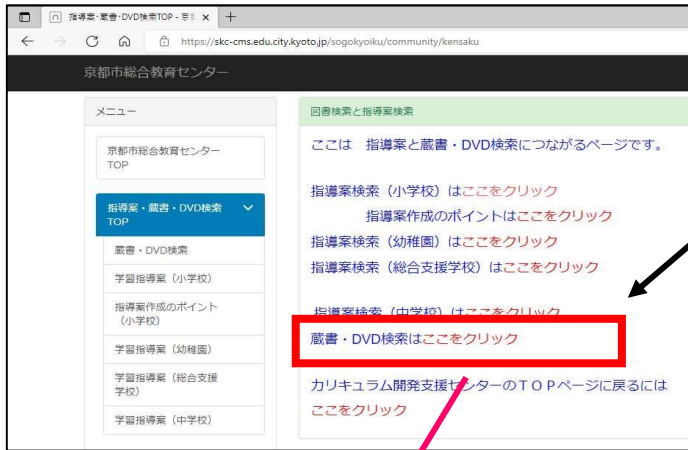 指導案・蔵書・DVD検索TOP - 京
https://skc-cms.edu.city.kyoto.jp/sogokyoiku/community/kensaku
京都市総合教育センター
メニュー
京都市総合教育センター
TOP
指導案・蔵書・DVD検索
TOP
蔵書・DVD検索
学習指導案（小学校）
指導案作成のポイント
（小学校）
学習指導案（幼稚園）
学習指導案（総合支援
学校）
学習指導案（中学校）
図書検索と指導案検索
ここは　指導案と蔵書・DVD検索につながるページです。
指導案検索（小学校）はここをクリック
指導案作成のポイントはここをクリック
指導案検索（幼稚園）はここをクリック
指導案検索（総合支援学校）はここをクリック
指導案検索（中学校）はここをクリック
蔵書・DVD検索はここをクリック
カリキュラム開発支援センターのＴＯＰページに戻るには
ここをクリック